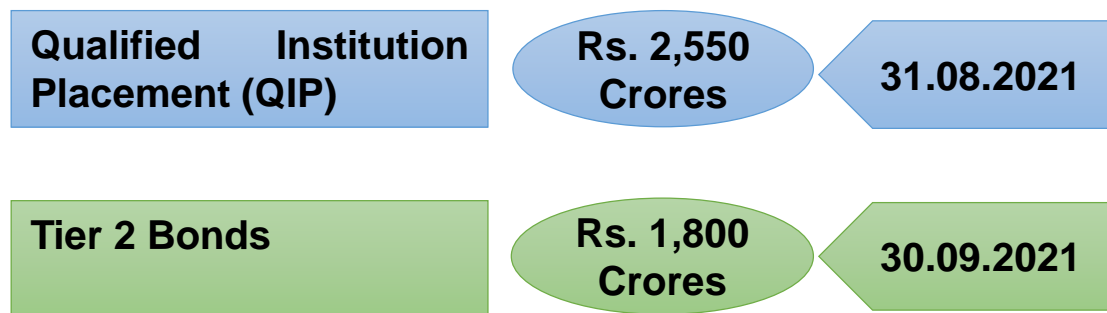 Qualified Institution
Placement (QIP)
Rs. 2,550
Crores
31.08.2021
Tier 2 Bonds
Rs. 1,800
Crores
30.09.2021